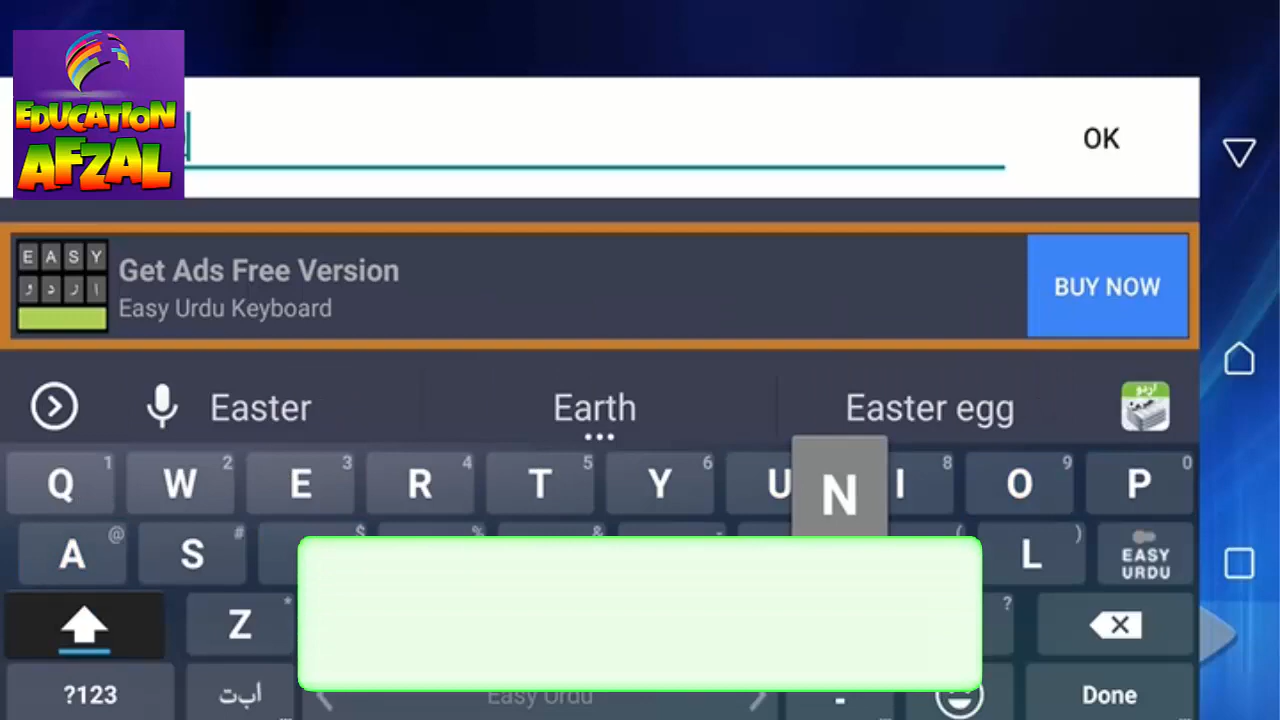 EDUCATION
AFZAL
OK
EASY
ا ر د و
Get Ads Free Version
Easy Urdu Keyboard
BUY NOW
Easter
Earth
Easter egg
اردو
Q 1 W 2 E 3 R 4 T 5 Y 6 U N I 8 O 9 P 0
A @ S # $ % & - ( L ) EASY URDU
Z * ?
?123
ا ب ت
Easy Urdu
Done